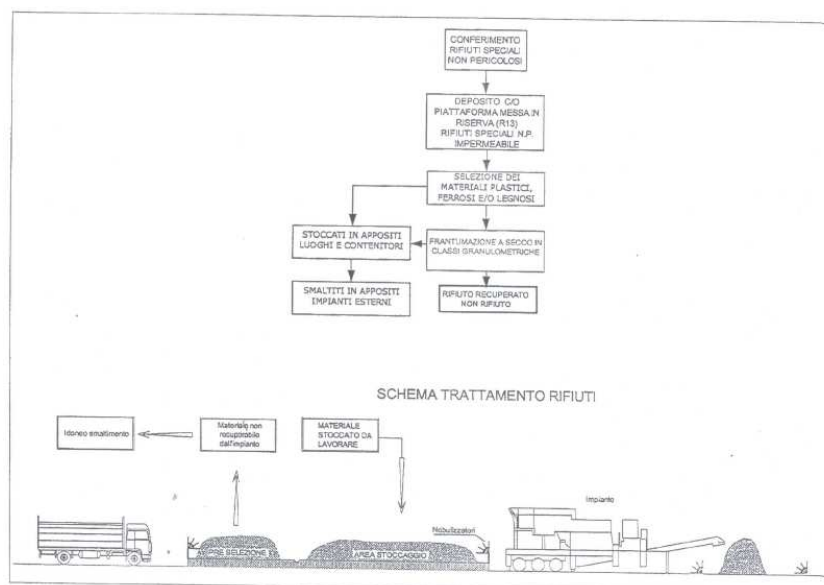 CONFERIMENTO
RIFIUTI SPECIALI
NON PERICOLOSI
DEPOSITO C/O
PIATTAFORMA MESSA IN
RISERVA (R13)
RIFIUTI SPECIALI N.P.
IMPERMEABILE
SELEZIONE DEI
MATERIALI PLASTICI,
FERROSI E/O LEGNOSI
STOCCATI IN APPOSITI
LUOGHI E CONTENITORI
FRANTUMAZIONE A SECCO IN
CLASSI GRANULOMETRICHE
SMALTITI IN APPOSITI
IMPIANTI ESTERNI
RIFIUTO RECUPERATO
NON RIFIUTO
SCHEMA TRATTAMENTO RIFIUTI
Idoneo smaltimento
Materiale non
recuperabile
dall'impianto
MATERIALE
STOCCATO DA
LAVORARE
Nebulizzatori
Impianto
PRE SELEZIONE
AREA STOCCAGGIO